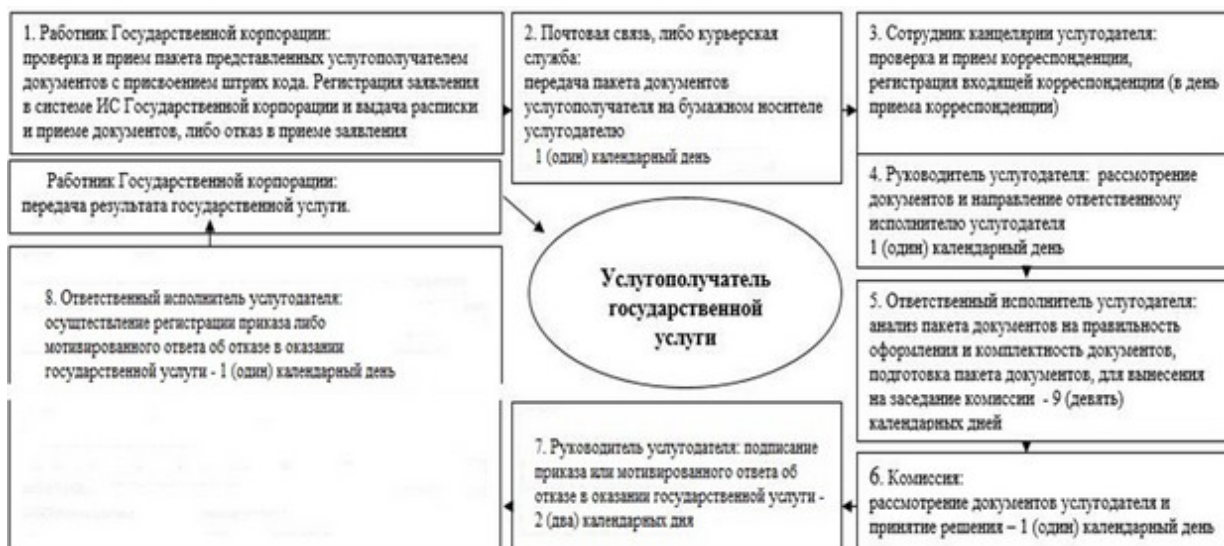 1. Работник Государственной корпорации:
проверка и прием пакета представленных услугополучателем
документов с присвоением штрих кода. Регистрация заявления
в системе ИС Государственной корпорации и выдача расписки
и приеме документов, либо отказ в приеме заявления
2. Почтовая связь, либо курьерская
служба:
передача пакета документов
услугополучателя на бумажном носителе
услугодателю
1 (один) календарный день
3. Сотрудник канцелярии услугодателя:
проверка и прием корреспонденции,
регистрация входящей корреспонденции (в день
приема корреспонденции)
4. Руководитель услугодателя: рассмотрение
документов и направление ответственному
исполнителю услугодателя
1 (один) календарный день
5. Ответственный исполнитель услугодателя:
анализ пакета документов на правильность
оформления и комплектность документов,
подготовка пакета документов, для вынесения
на заседание комиссии - 9 (девять)
календарных дней
6. Комиссия:
рассмотрение документов услугодателя и
принятие решения – 1 (один) календарный день
7. Руководитель услугодателя: подписание
приказа или мотивированного ответа об
отказе в оказании государственной услуги -
2 (два) календарных дня
8. Ответственный исполнитель услугодателя:
осуштествление регистрации приказа либо
мотивированного ответа об отказе в оказании
государственной услуги - 1 (один) календарный день
Работник Государственной корпорации:
передача результата государственной услуги.
Услугополучатель
государственной
услуги